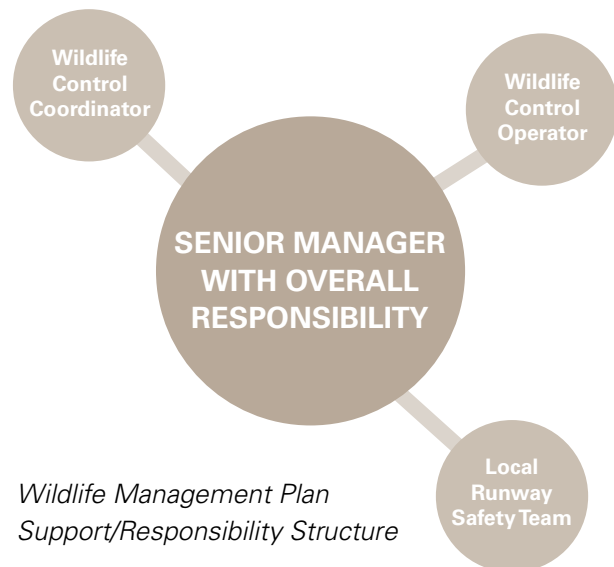 Wildlife
Control
Coordinator
Wildlife
Control
Operator
SENIOR MANAGER
WITH OVERALL
RESPONSIBILITY
Local
Runway
Safety Team
Wildlife Management Plan
Support/Responsibility Structure